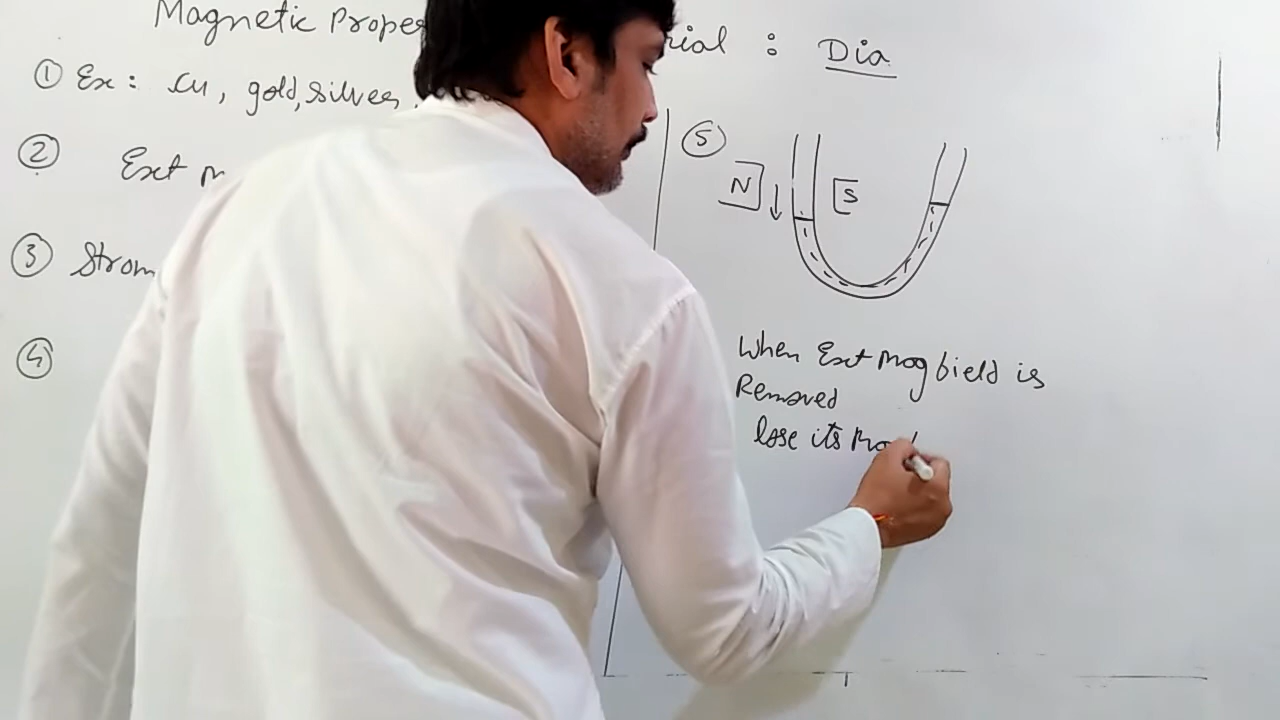 Magnetic Proper rial : Dia
① Ex: Cu, gold, silver,
② Ext m
③ Strom
④
⑤
N S
When Ext mag field is
Removed
lose its mag